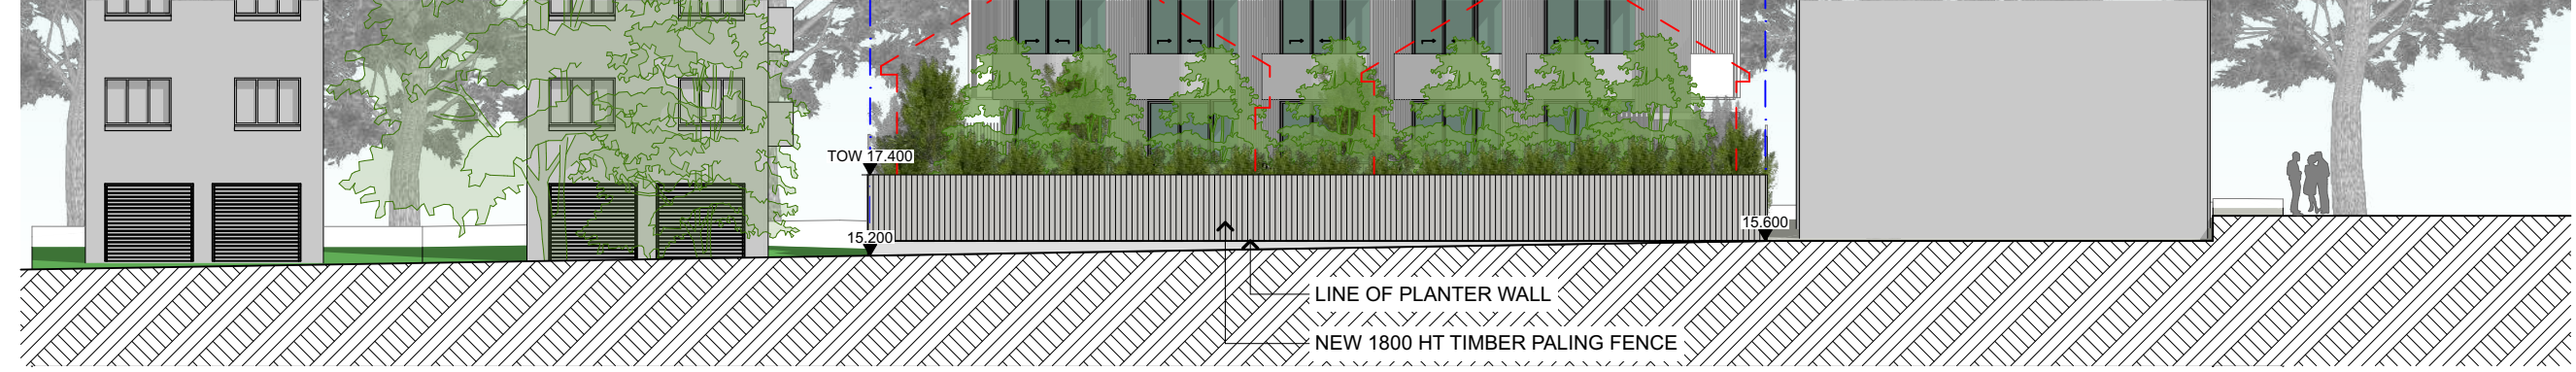 TOW 17.400
15.200
15.600
LINE OF PLANTER WALL
NEW 1800 HT TIMBER PALING FENCE